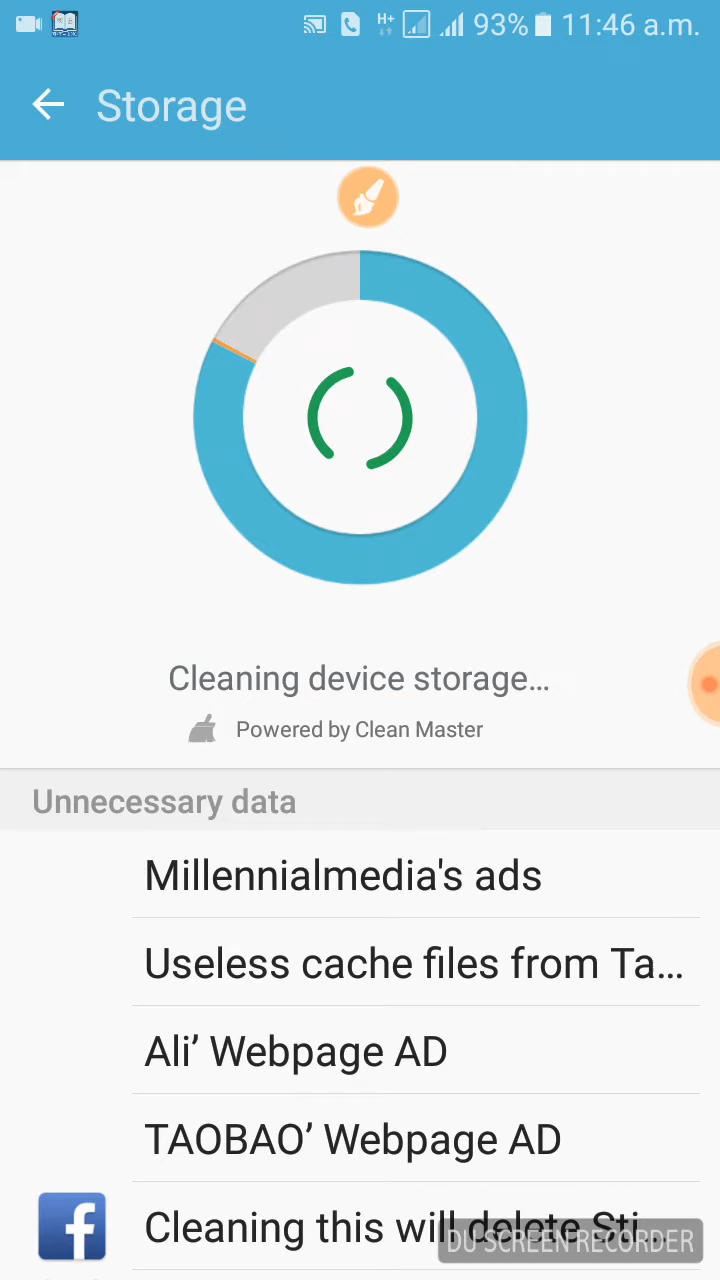 H+ 93% 11:46 a.m.
Storage
Cleaning device storage...
Powered by Clean Master
Unnecessary data
Millennialmedia's ads
Useless cache files from Ta...
Ali’ Webpage AD
TAOBAO’ Webpage AD
Cleaning this will delete Sti...
DU SCREEN RECORDER